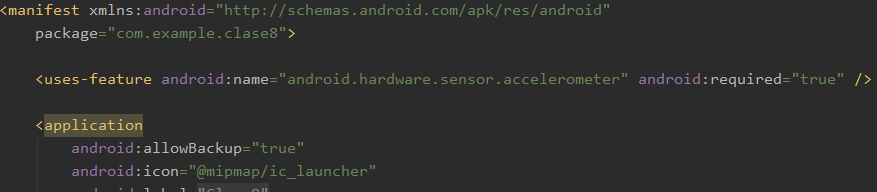 <manifest xmlns:android="http://schemas.android.com/apk/res/android"
package="com.example.clase8">
<uses-feature android:name="android.hardware.sensor.accelerometer" android:required="true" />
<application
android:allowBackup="true"
android:icon="@mipmap/ic_launcher"